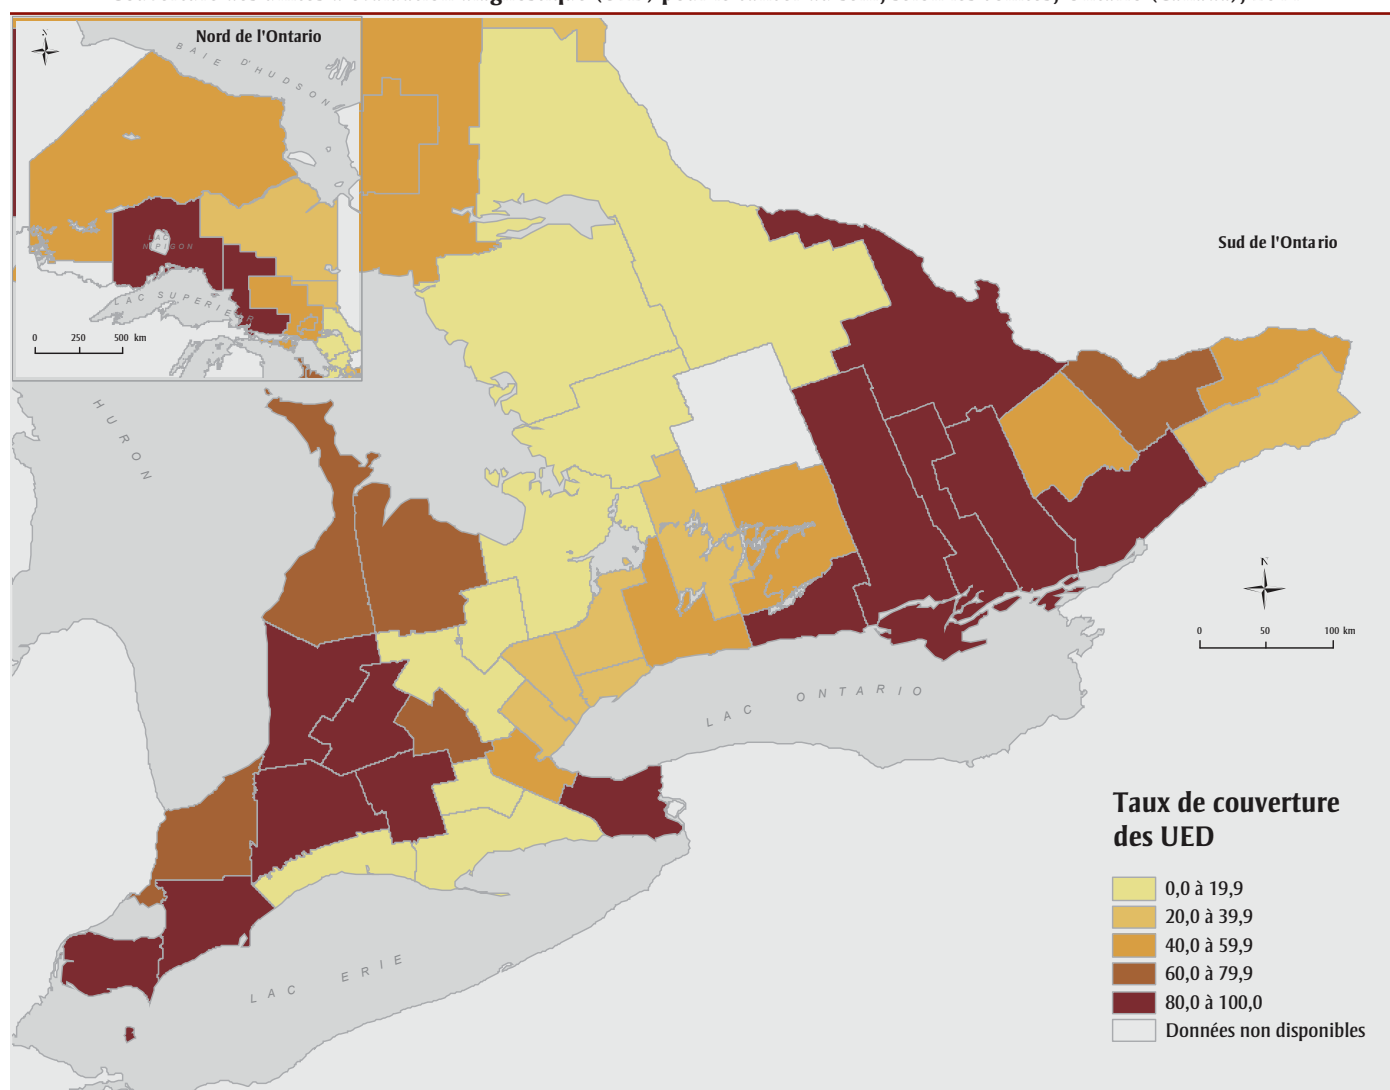 Nord de l'Ontario
BAIE D'HUDSON
LAC
NIPIGON
LAC SUPERIEUR
0 250 500 km
Sud de l'Ontario
HURON
N
0 50 100 km
LAC ONTARIO
LAC ERIE
Taux de couverture
des UED
0,0 à 19,9
20,0 à 39,9
40,0 à 59,9
60,0 à 79,9
80,0 à 100,0
Données non disponibles